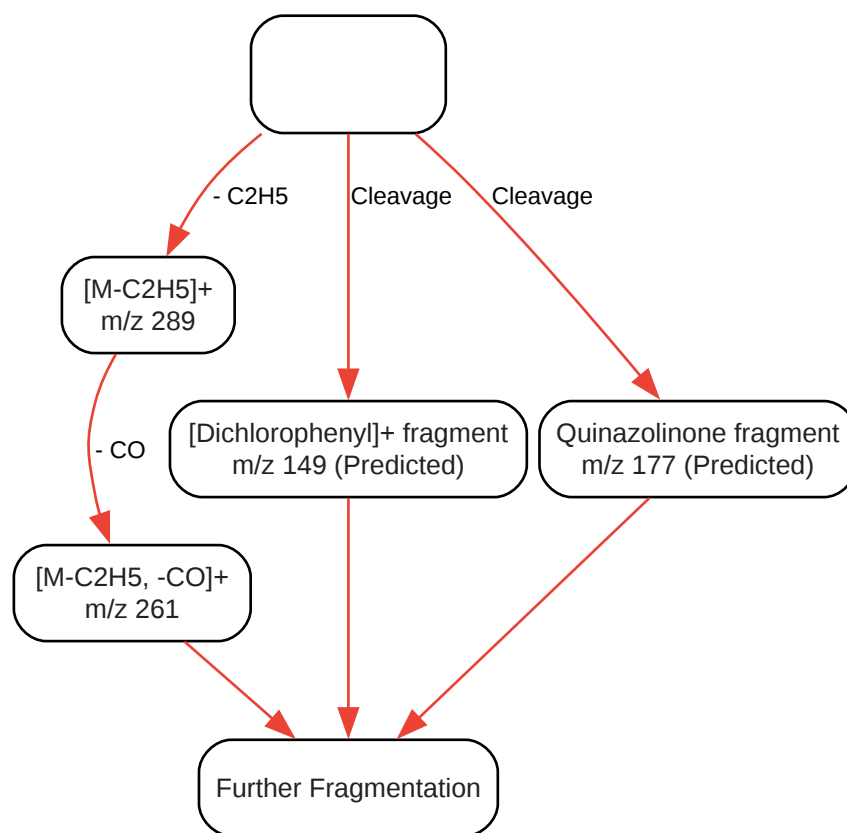 - C2H5
Cleavage
Cleavage
[M-C2H5]+
m/z 289
- CO
[Dichlorophenyl]+ fragment
m/z 149 (Predicted)
Quinazolinone fragment
m/z 177 (Predicted)
[M-C2H5, -CO]+
m/z 261
Further Fragmentation